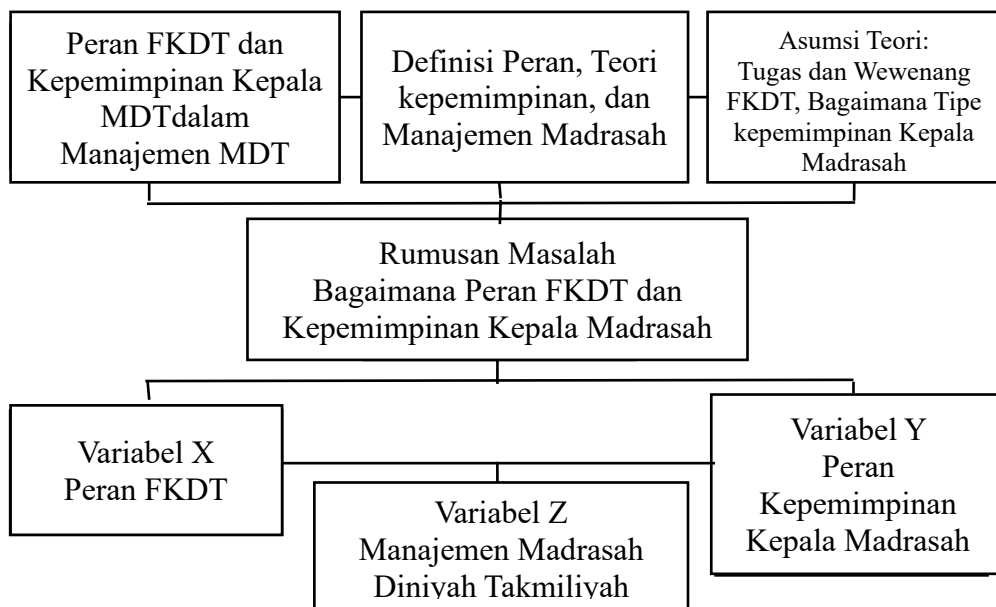 Peran FKDT dan
Kepemimpinan Kepala
MDTdalam
Manajemen MDT
Definisi Peran, Teori
kepemimpinan, dan
Manajemen Madrasah
Asumsi Teori:
Tugas dan Wewenang
FKDT, Bagaimana Tipe
kepemimpinan Kepala
Madrasah
Rumusan Masalah
Bagaimana Peran FKDT dan
Kepemimpinan Kepala Madrasah
Variabel X
Peran FKDT
Variabel Y
Peran
Kepemimpinan
Kepala Madrasah
Variabel Z
Manajemen Madrasah
Diniyah Takmiliyah